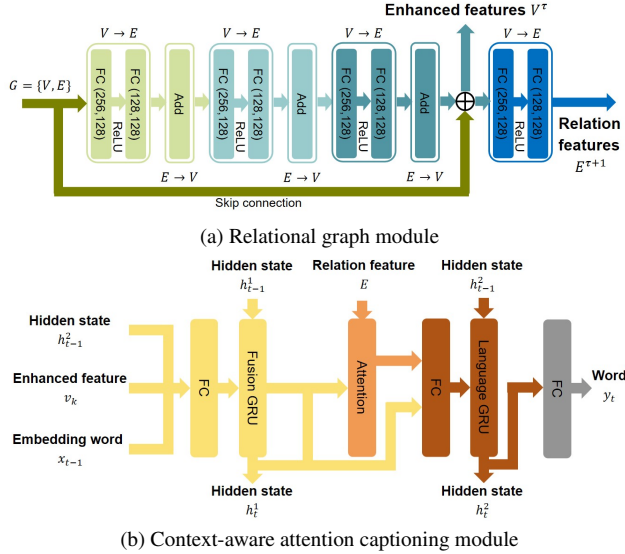 Enhanced features V^τ
V → E V → E V → E V → E
G = {V, E}
FC (256,128) ReLU FC (128,128) Add FC (256,128) ReLU FC (128,128) Add FC (256,128) ReLU FC (128,128) Add FC (256,128) ReLU FC (128,128)
Relation
features
E^{τ+1}
E → V E → V E → V
Skip connection
(a) Relational graph module
Hidden state Relation feature Hidden state
h^1_{t−1} E h^2_{t−1}
Hidden state
h^2_{t−1}
Enhanced feature
v_k
Embedding word
x_{t−1}
FC Fusion GRU Attention FC Language GRU FC
Word
y_t
Hidden state Hidden state
h^1_t h^2_t
(b) Context-aware attention captioning module